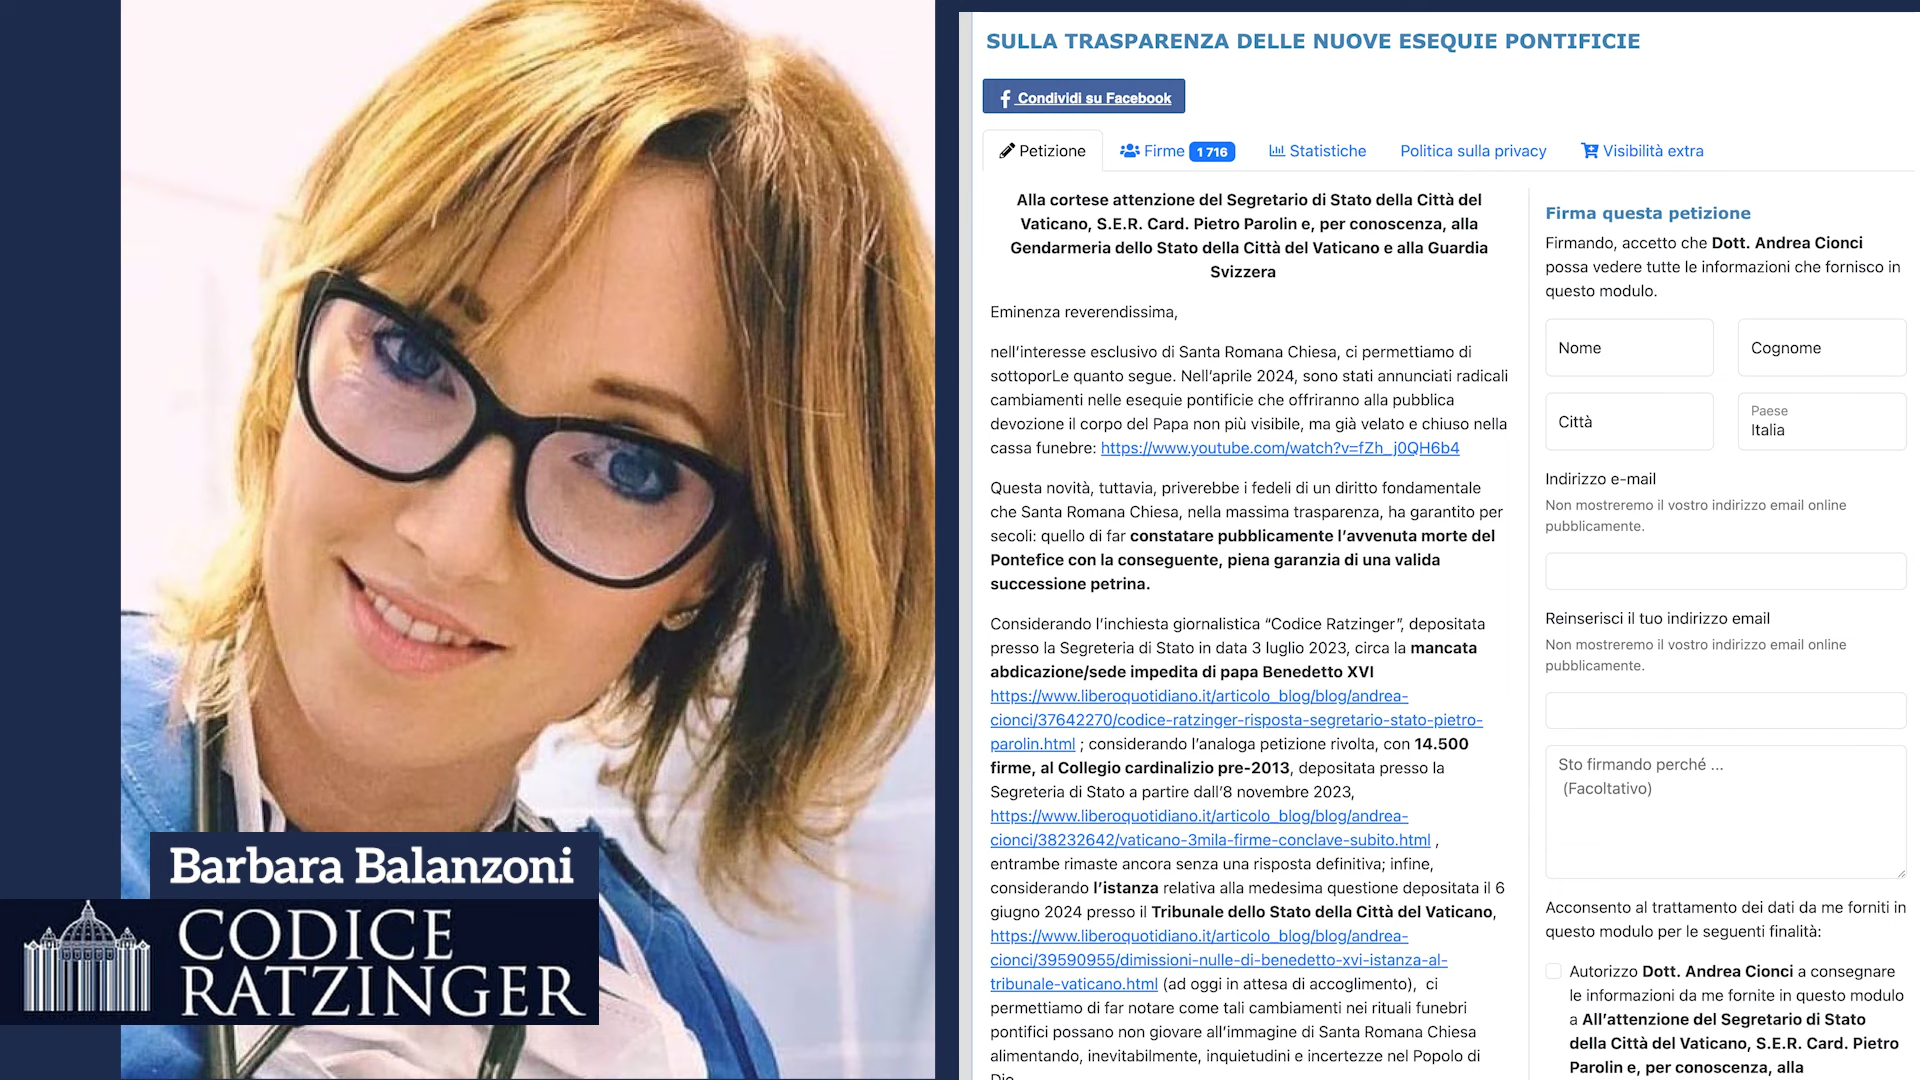 Barbara Balanzoni
CODICE
RATZINGER
SULLA TRASPARENZA DELLE NUOVE ESEQUIE PONTIFICIE
Condividi su Facebook
Petizione
Firme 1 716
Statistiche
Politica sulla privacy
Visibilità extra
Alla cortese attenzione del Segretario di Stato della Città del
Vaticano, S.E.R. Card. Pietro Parolin e, per conoscenza, alla
Gendarmeria dello Stato della Città del Vaticano e alla Guardia
Svizzera
Eminenza reverendissima,
nell’interesse esclusivo di Santa Romana Chiesa, ci permettiamo di
sottoporLe quanto segue. Nell’aprile 2024, sono stati annunciati radicali
cambiamenti nelle esequie pontificie che offriranno alla pubblica
devozione il corpo del Papa non più visibile, ma già velato e chiuso nella
cassa funebre: https://www.youtube.com/watch?v=fZh_j0QH6b4
Questa novità, tuttavia, priverebbe i fedeli di un diritto fondamentale
che Santa Romana Chiesa, nella massima trasparenza, ha garantito per
secoli: quello di far constatare pubblicamente l’avvenuta morte del
Pontefice con la conseguente, piena garanzia di una valida
successione petrina.
Considerando l’inchiesta giornalistica “Codice Ratzinger”, depositata
presso la Segreteria di Stato in data 3 luglio 2023, circa la mancata
abdicazione/sede impedita di papa Benedetto XVI
https://www.liberoquotidiano.it/articolo_blog/blog/andrea-
cionci/37642270/codice-ratzinger-risposta-segretario-stato-pietro-
parolin.html ; considerando l’analoga petizione rivolta, con 14.500
firme, al Collegio cardinalizio pre-2013, depositata presso la
Segreteria di Stato a partire dall’8 novembre 2023,
https://www.liberoquotidiano.it/articolo_blog/blog/andrea-
cionci/38232642/vaticano-3mila-firme-conclave-subito.html ,
entrambe rimaste ancora senza una risposta definitiva; infine,
considerando l’istanza relativa alla medesima questione depositata il 6
giugno 2024 presso il Tribunale dello Stato della Città del Vaticano,
https://www.liberoquotidiano.it/articolo_blog/blog/andrea-
cionci/39590955/dimissioni-nulle-di-benedetto-xvi-istanza-al-
tribunale-vaticano.html (ad oggi in attesa di accoglimento), ci
permettiamo di far notare come tali cambiamenti nei rituali funebri
pontifici possano non giovare all’immagine di Santa Romana Chiesa
alimentando, inevitabilmente, inquietudini e incertezze nel Popolo di
Firma questa petizione
Firmando, accetto che Dott. Andrea Cionci
possa vedere tutte le informazioni che fornisco in
questo modulo.
Nome
Cognome
Città
Paese
Italia
Indirizzo e-mail
Non mostreremo il vostro indirizzo email online
pubblicamente.
Reinserisci il tuo indirizzo email
Non mostreremo il vostro indirizzo email online
pubblicamente.
Sto firmando perché ...
(Facoltativo)
Acconsento al trattamento dei dati da me forniti in
questo modulo per le seguenti finalità:
Autorizzo Dott. Andrea Cionci a consegnare
le informazioni da me fornite in questo modulo
a All’attenzione del Segretario di Stato
della Città del Vaticano, S.E.R. Card. Pietro
Parolin e, per conoscenza, alla